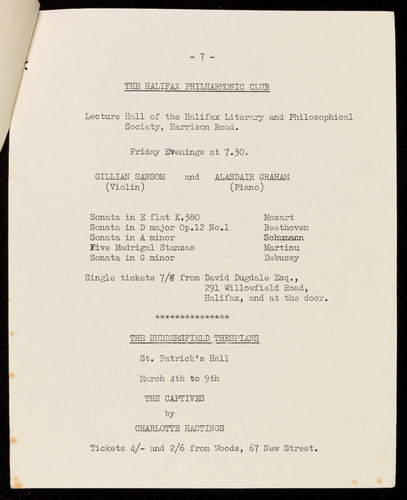 - 7 -
THE HALIFAX PHILHARMONIC CLUB
Lecture Hall of the Halifax Literary and Philosophical
Society, Harrison Road.
Friday Evenings at 7.30.
GILLIAN SANSOM and ALASDAIR GRAHAM
(Violin) (Piano)
Sonata in E flat K.380 Mozart
Sonata in D major Op.12 No.1 Beethoven
Sonata in A minor Schumann
Five Madrigal Stanzas Martinu
Sonata in G minor Debussy
Single tickets from David Dugdale Esq.,
291 Willowfield Road,
Halifax, and at the door.
***************
THE HUDDERSFIELD THESPIANS
St. Patrick's Hall
March 4th to 9th
THE CAPTIVES
by
CHARLOTTE HASTINGS
Tickets 4/- and 2/6 from Woods, 67 New Street.